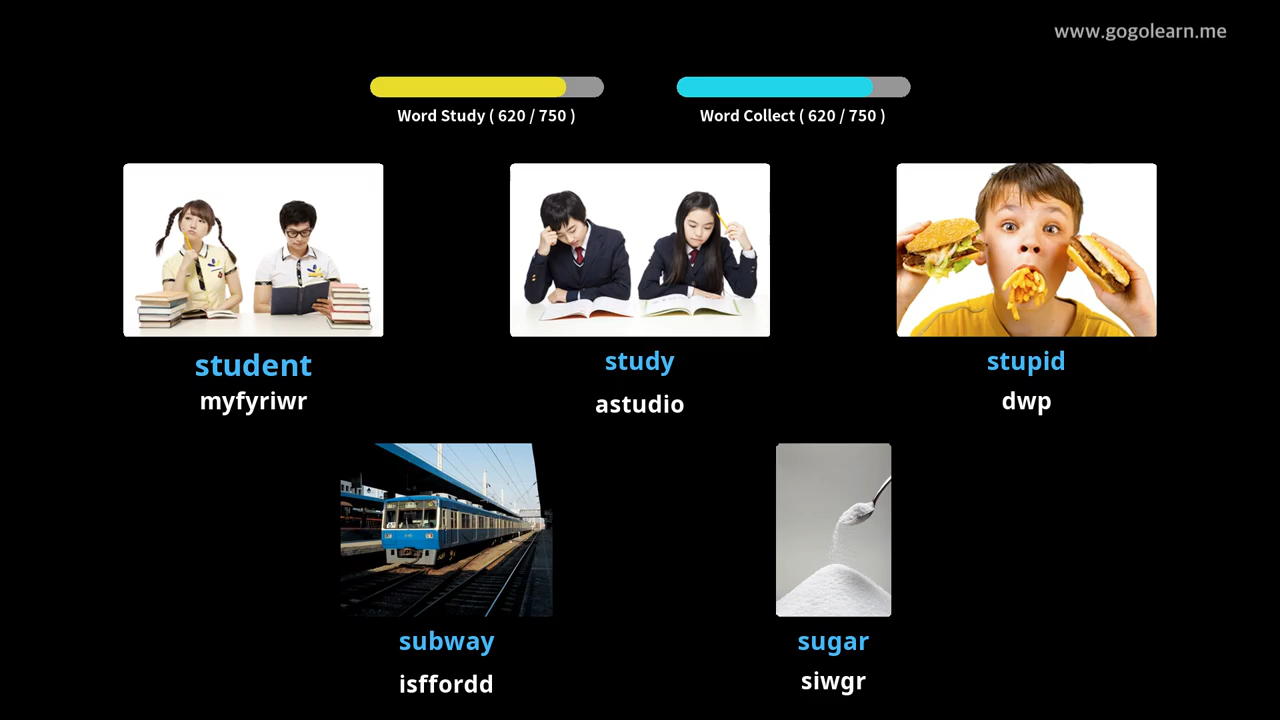 www.gogolearn.me
Word Study ( 620 / 750 )
Word Collect ( 620 / 750 )
student
myfyriwr
study
astudio
stupid
dwp
subway
isffordd
sugar
siwgr